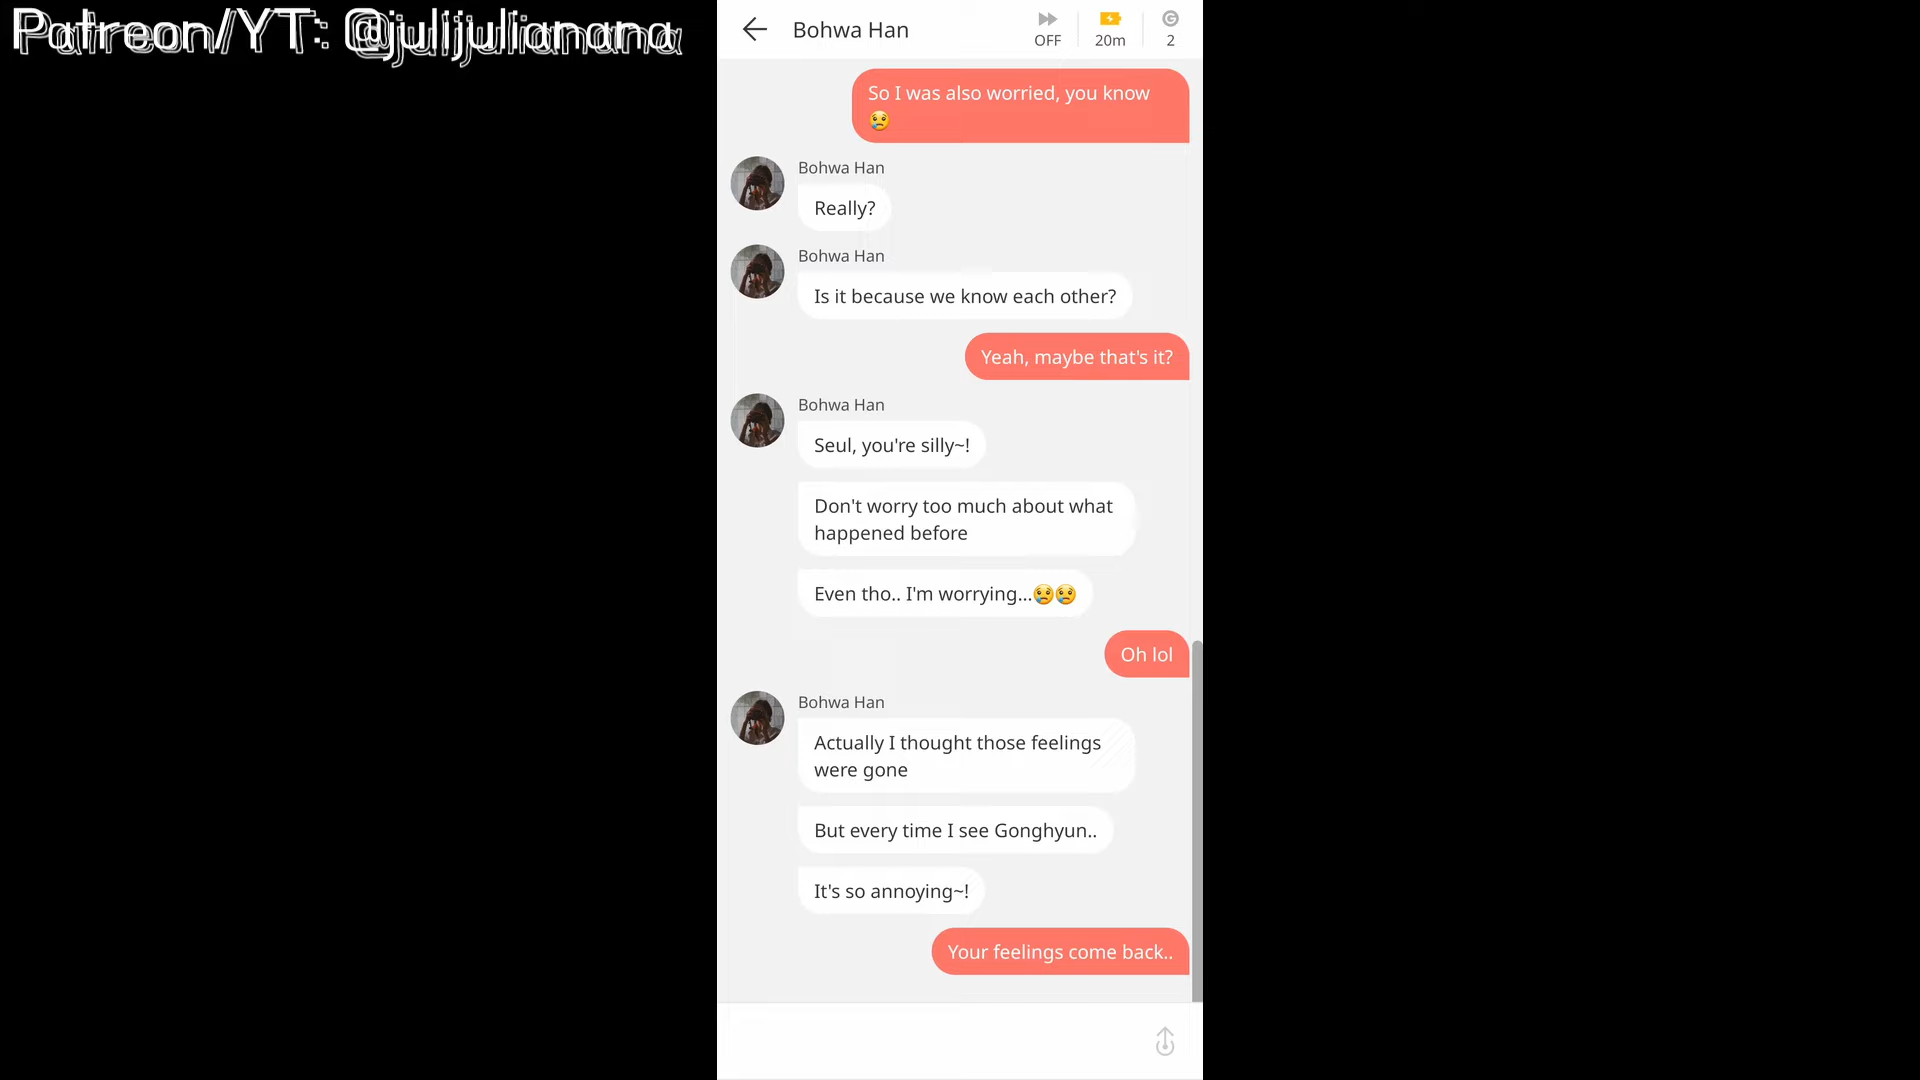 Patreon/YT: @julijulianana
Bohwa Han
OFF
20m
2
So I was also worried, you know
😢
Bohwa Han
Really?
Bohwa Han
Is it because we know each other?
Yeah, maybe that's it?
Bohwa Han
Seul, you're silly~!
Don't worry too much about what
happened before
Even tho.. I'm worrying...😢😢
Oh lol
Bohwa Han
Actually I thought those feelings
were gone
But every time I see Gonghyun..
It's so annoying~!
Your feelings come back..